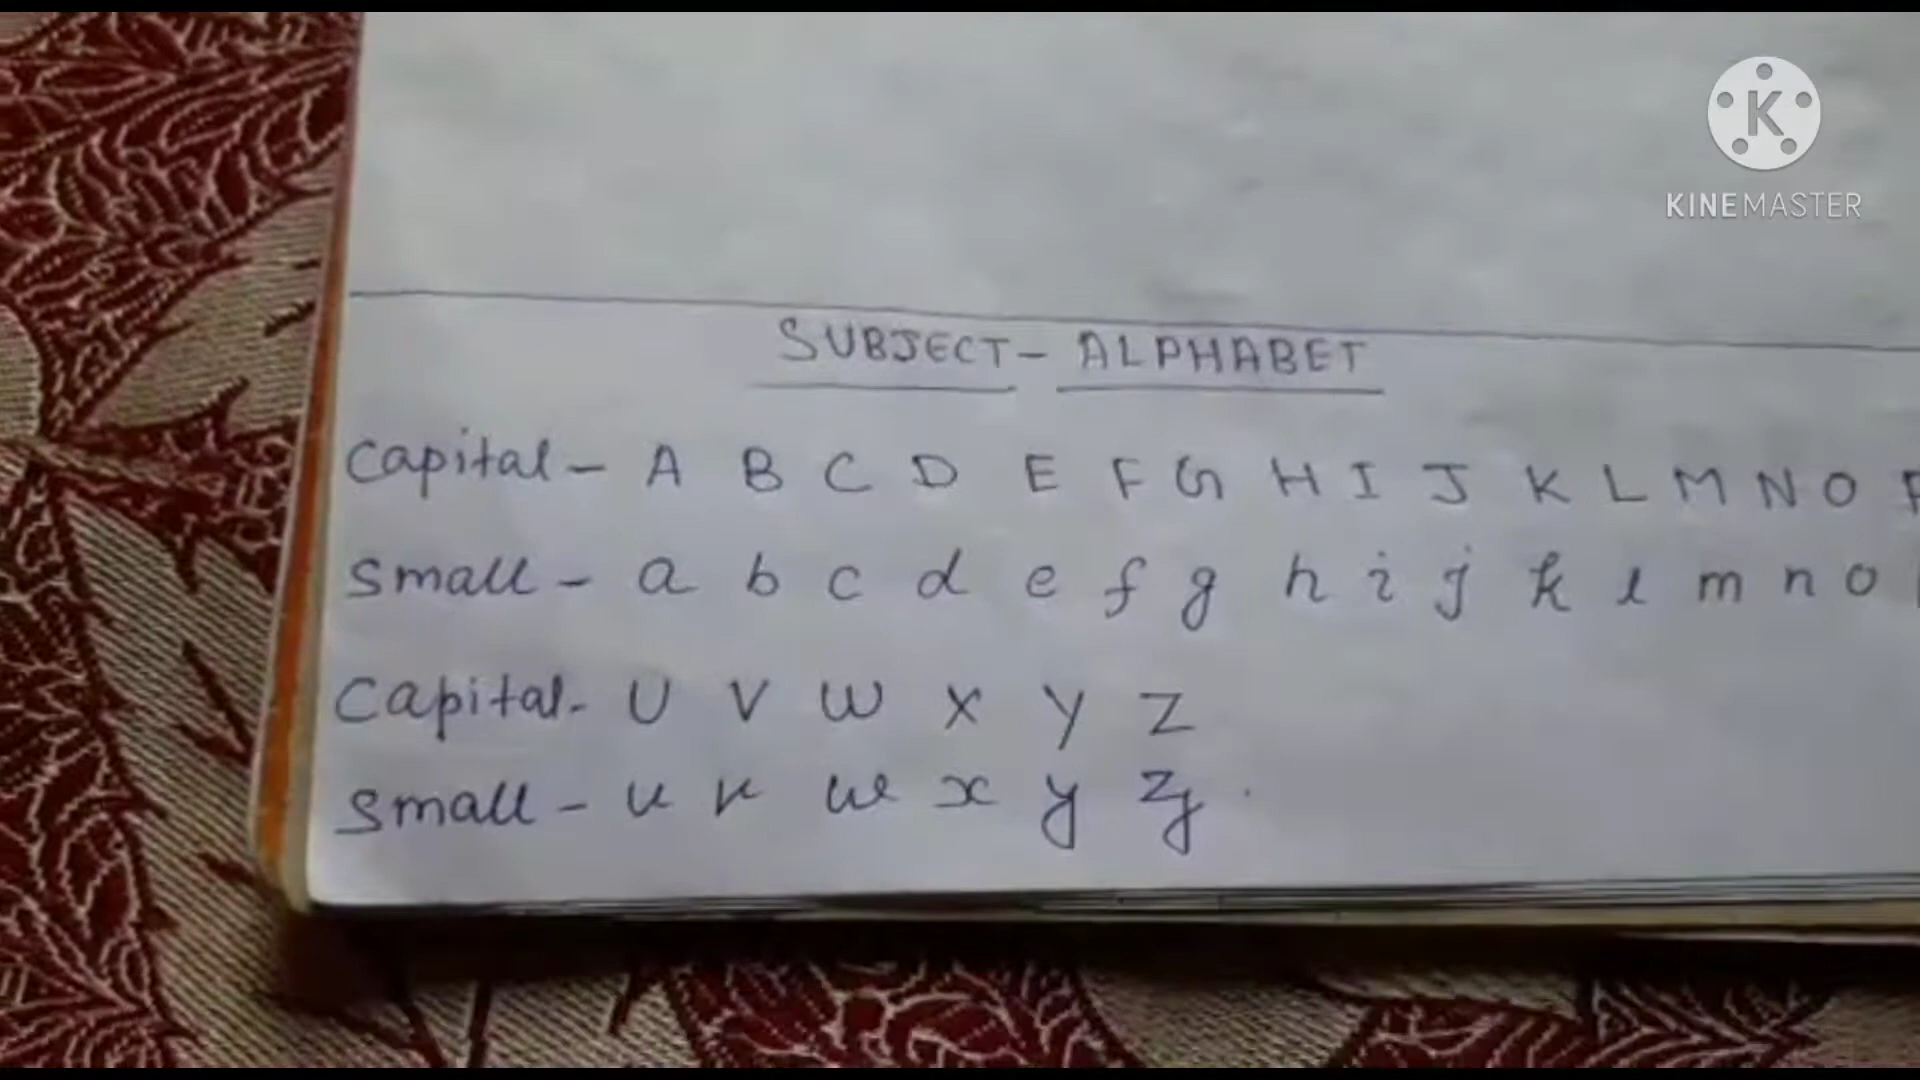 KINEMASTER
SUBJECT - ALPHABET
Capital - A B C D E F G H I J K L M N O P
Small - a b c d e f g h i j k l m n o
Capital - U V W X Y Z
Small - u v w x y z .